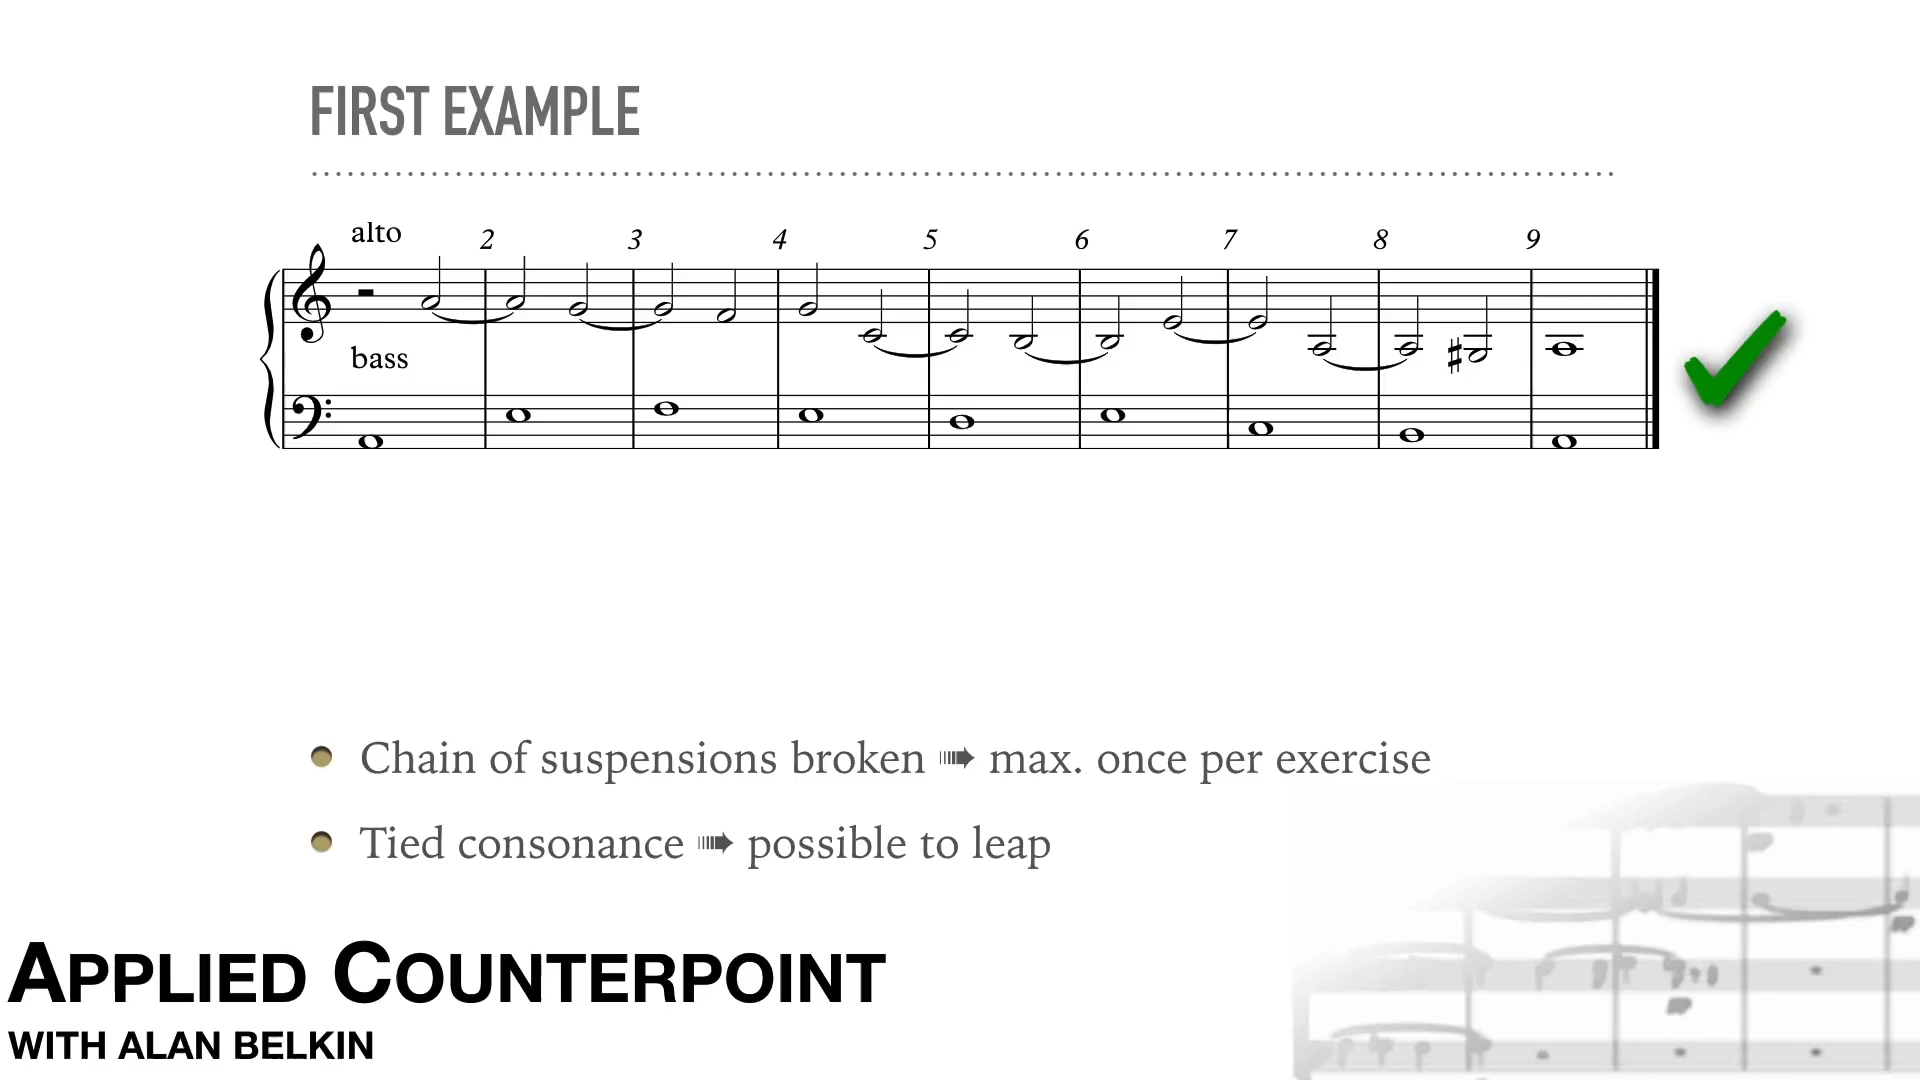 FIRST EXAMPLE
alto 2 3 4 5 6 7 8 9
bass
Chain of suspensions broken ➠ max. once per exercise
Tied consonance ➠ possible to leap
APPLIED COUNTERPOINT
WITH ALAN BELKIN